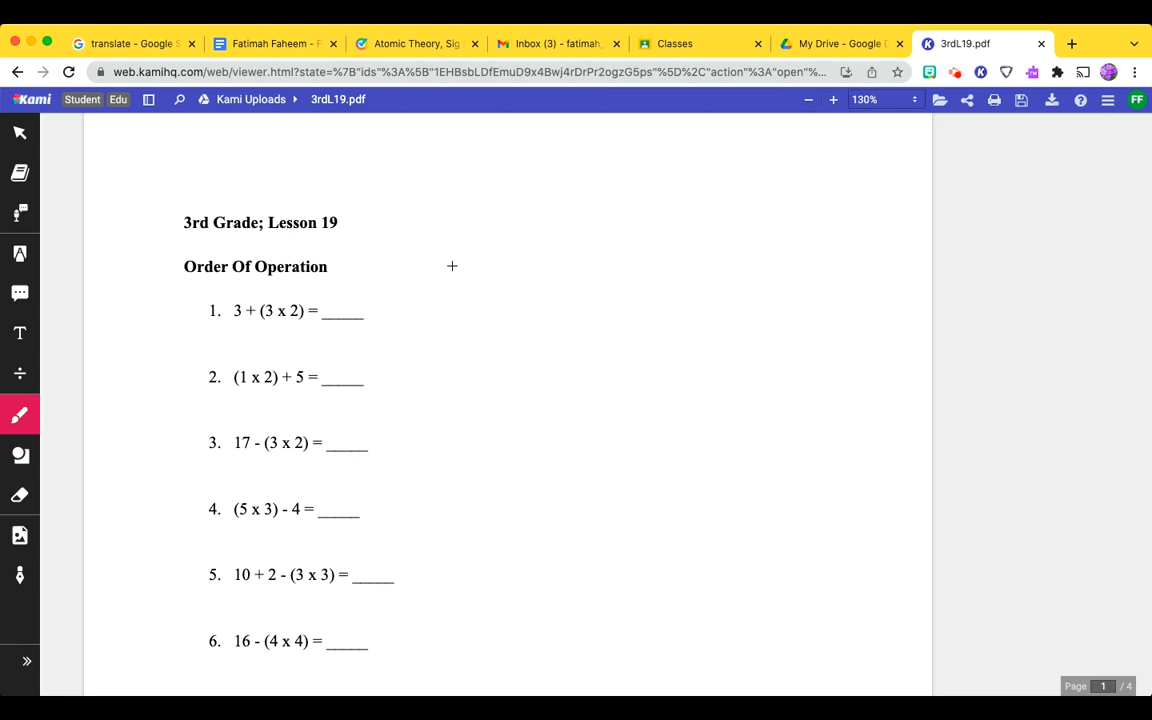 translate - Google S
Fatimah Faheem - F
Atomic Theory, Sig
Inbox (3) - fatimah_
Classes
My Drive - Google D
3rdL19.pdf
web.kamihq.com/web/viewer.html?state=%7B"ids"%3A%5B"1EHBsbLDfEmuD9x4Bwj4rDrPr2ogzG5ps"%5D%2C"action"%3A"open"%...
Kami Student Edu Kami Uploads 3rdL19.pdf 130% FF
3rd Grade; Lesson 19
Order Of Operation
1. 3 + (3 x 2) = _____
2. (1 x 2) + 5 = _____
3. 17 - (3 x 2) = _____
4. (5 x 3) - 4 = _____
5. 10 + 2 - (3 x 3) = _____
6. 16 - (4 x 4) = _____
Page 1 / 4